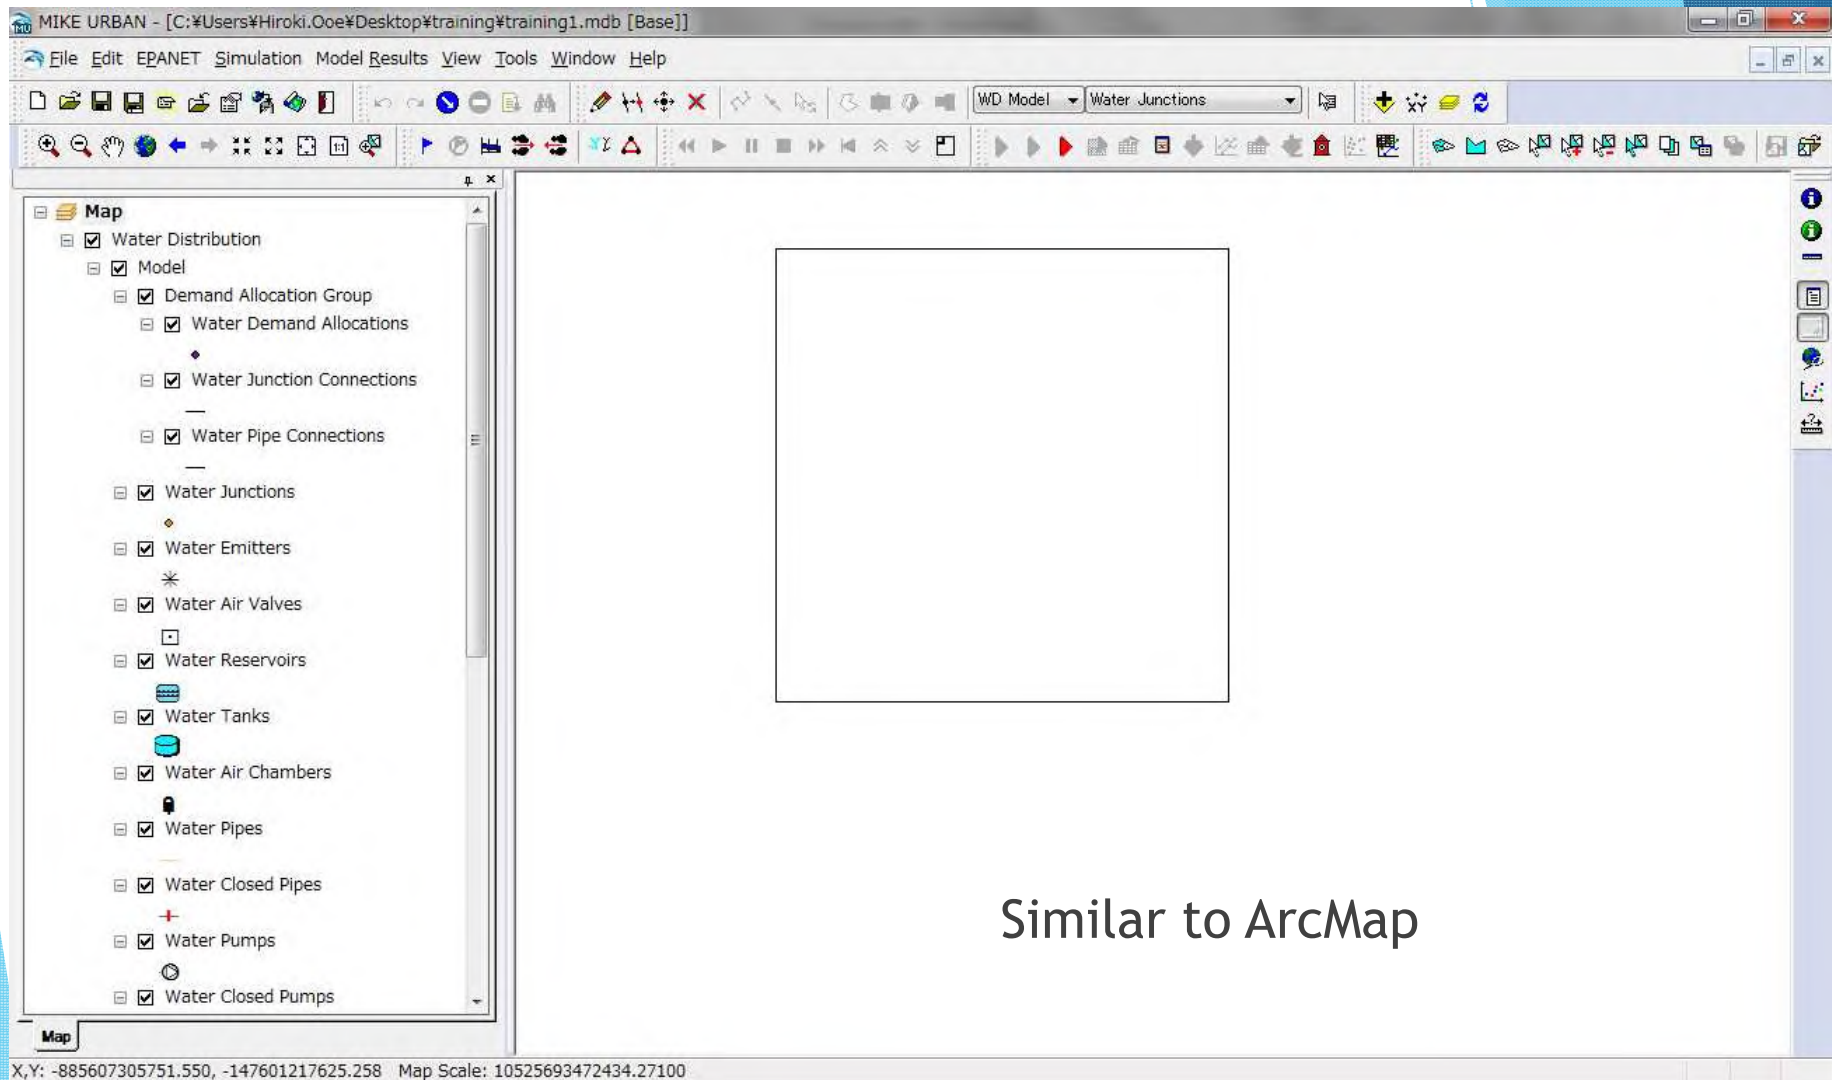 MIKE URBAN - [C:¥Users¥Hiroki.Ooe¥Desktop¥training¥training1.mdb [Base]]
File Edit EPANET Simulation Model Results View Tools Window Help
WD Model Water Junctions
Map
Water Distribution
Model
Demand Allocation Group
Water Demand Allocations
Water Junction Connections
Water Pipe Connections
Water Junctions
Water Emitters
Water Air Valves
Water Reservoirs
Water Tanks
Water Air Chambers
Water Pipes
Water Closed Pipes
Water Pumps
Water Closed Pumps
Similar to ArcMap
Map
X,Y: -885607305751.550, -147601217625.258 Map Scale: 10525693472434.27100